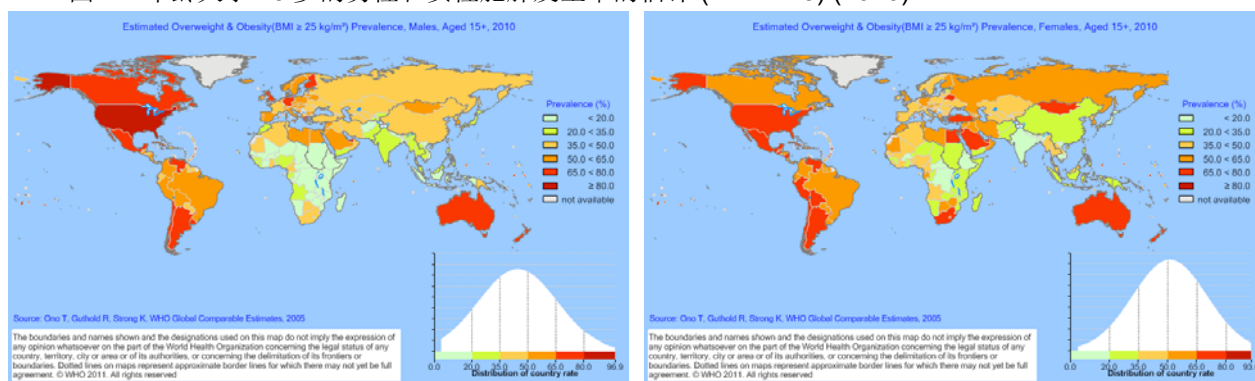 Estimated Overweight & Obesity(BMI ≥ 25 kg/m²) Prevalence, Males, Aged 15+, 2010
Prevalence (%)
< 20.0
20.0 < 35.0
35.0 < 50.0
50.0 < 65.0
65.0 < 80.0
≥ 80.0
not available
Source: Ono T, Guthold R, Strong K, WHO Global Comparable Estimates, 2005
The boundaries and names shown and the designations used on this map do not imply the expression of
any opinion whatsoever on the part of the World Health Organization concerning the legal status of any
country, territory, city or area or of its authorities, or concerning the delimitation of its frontiers or
boundaries. Dotted lines on maps represent approximate border lines for which there may not yet be full
agreement. © WHO 2011. All rights reserved
0.0 20.0 35.0 50.0 65.0 80.0 96.9
Distribution of country rate
Estimated Overweight & Obesity(BMI ≥ 25 kg/m²) Prevalence, Females, Aged 15+, 2010
Prevalence (%)
< 20.0
20.0 < 35.0
35.0 < 50.0
50.0 < 65.0
65.0 < 80.0
≥ 80.0
not available
Source: Ono T, Guthold R, Strong K, WHO Global Comparable Estimates, 2005
The boundaries and names shown and the designations used on this map do not imply the expression of
any opinion whatsoever on the part of the World Health Organization concerning the legal status of any
country, territory, city or area or of its authorities, or concerning the delimitation of its frontiers or
boundaries. Dotted lines on maps represent approximate border lines for which there may not yet be full
agreement. © WHO 2011. All rights reserved
0.0 20.0 35.0 50.0 65.0 80.0 96.9
Distribution of country rate